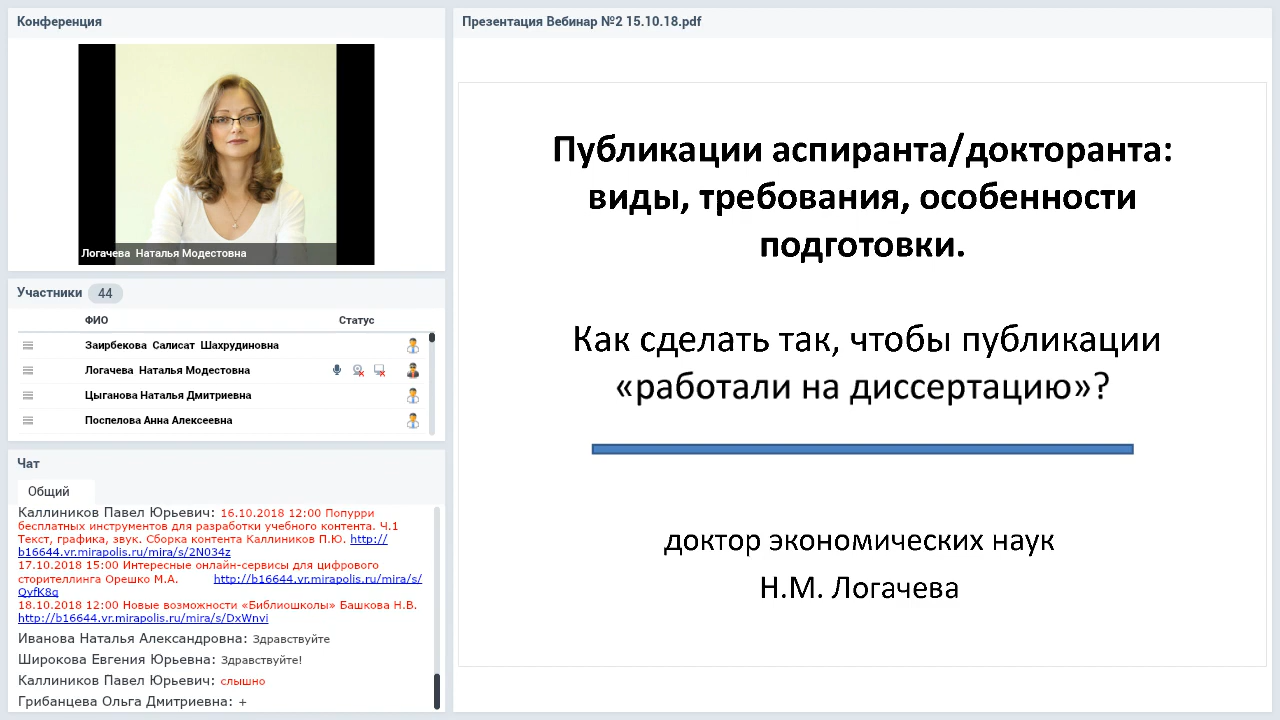 Конференция
Логачева Наталья Модестовна
Участники 44
ФИО Статус
Заирбекова Салисат Шахрудиновна
Логачева Наталья Модестовна
Цыганова Наталья Дмитриевна
Поспелова Анна Алексеевна
Чат
Общий
Каллиников Павел Юрьевич: 16.10.2018 12:00 Попурри
бесплатных инструментов для разработки учебного контента. Ч.1
Текст, графика, звук. Сборка контента Каллиников П.Ю. http://
b16644.vr.mirapolis.ru/mira/s/2N034z
17.10.2018 15:00 Интересные онлайн-сервисы для цифрового
сторителлинга Орешко М.А. http://b16644.vr.mirapolis.ru/mira/s/
QyfK8q
18.10.2018 12:00 Новые возможности «Библиошколы» Башкова Н.В.
http://b16644.vr.mirapolis.ru/mira/s/DxWnvi
Иванова Наталья Александровна: Здравствуйте
Широкова Евгения Юрьевна: Здравствуйте!
Каллиников Павел Юрьевич: слышно
Грибанцева Ольга Дмитриевна: +
Презентация Вебинар №2 15.10.18.pdf
Публикации аспиранта/докторанта:
виды, требования, особенности
подготовки.
Как сделать так, чтобы публикации
«работали на диссертацию»?
доктор экономических наук
Н.М. Логачева